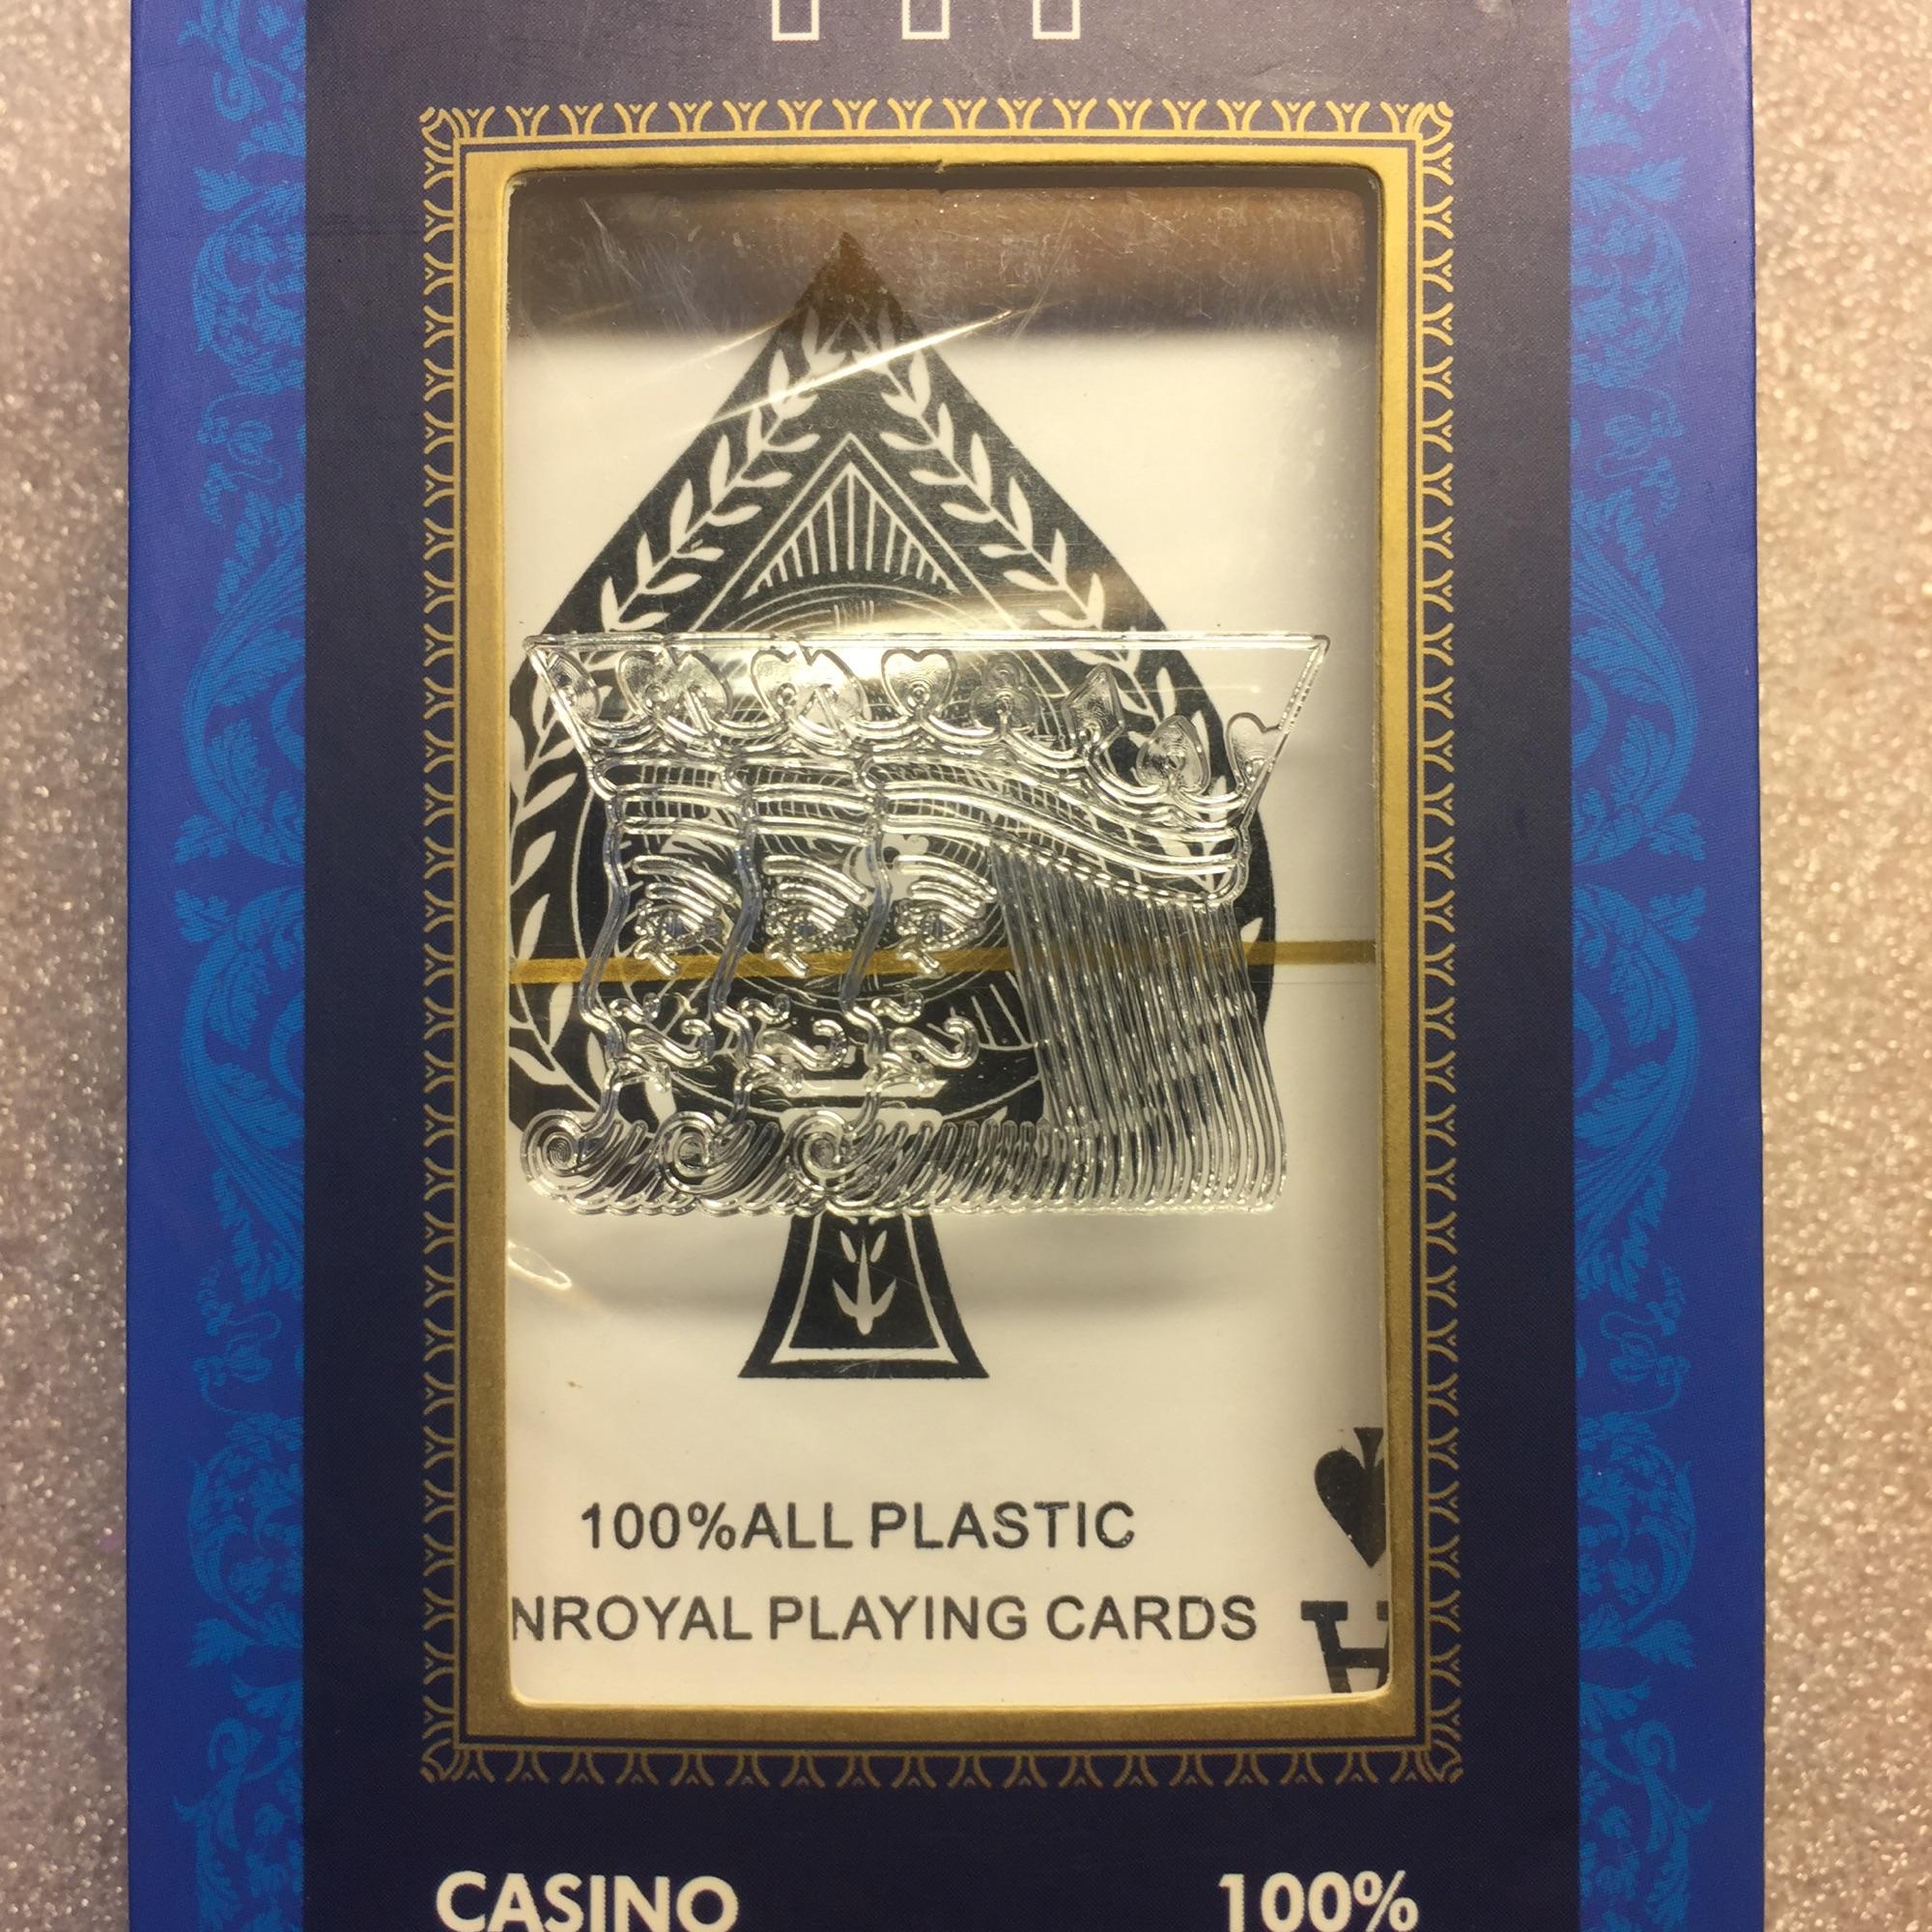 100%ALL PLASTIC
NROYAL PLAYING CARDS
A
CASINO
100%